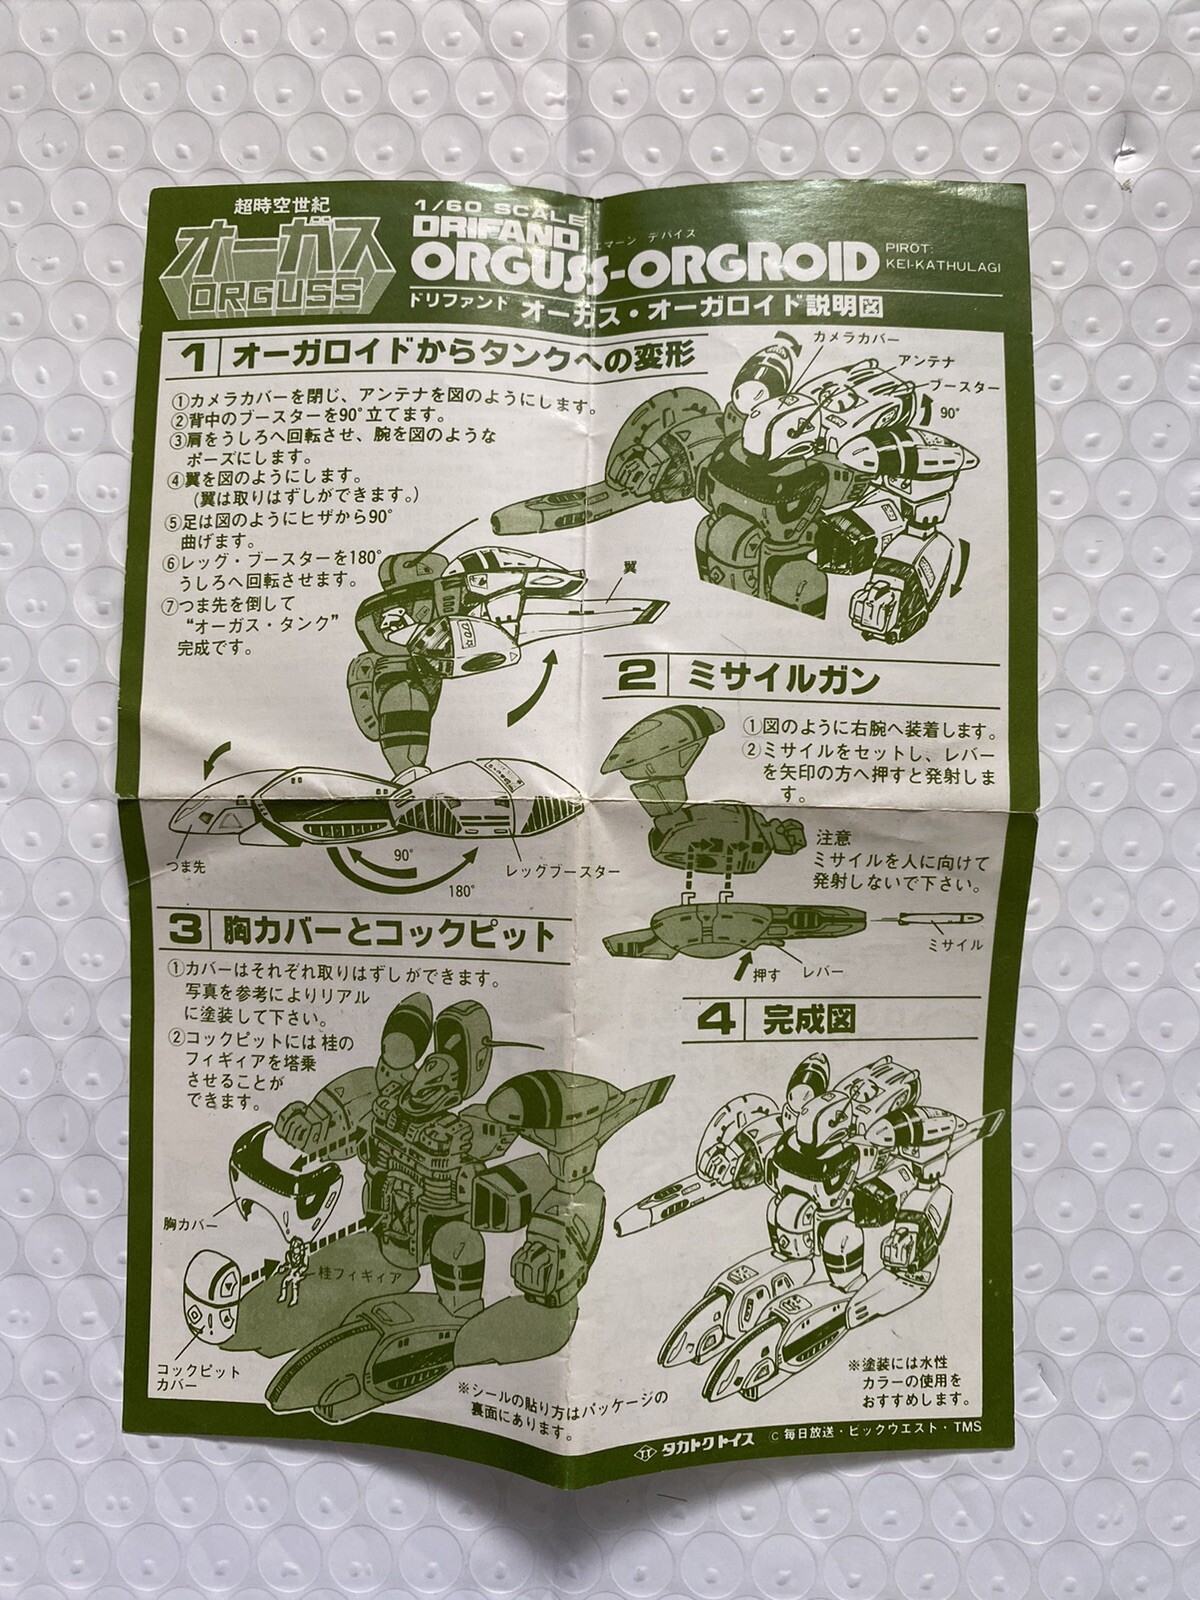 超時空世紀
オーガス
ORGUSS
1/60 SCALE
DRIFAND
エマーン デバイス
ORGUSS-ORGROID
PIROT:
KEI-KATHULAGI
ドリファンド オーガス・オーガロイド説明図
1 オーガロイドからタンクへの変形
①カメラカバーを閉じ、アンテナを図のようにします。
②背中のブースターを90°立てます。
③肩をうしろへ回転させ、腕を図のような
ポーズにします。
④翼を図のようにします。
(翼は取りはずしができます。)
⑤足は図のようにヒザから90°
曲げます。
⑥レッグ・ブースターを180°
うしろへ回転させます。
⑦つま先を倒して
“オーガス・タンク”
完成です。
カメラカバー
アンテナ
ブースター
90°
翼
つま先
90°
180°
レッグブースター
2 ミサイルガン
①図のように右腕へ装着します。
②ミサイルをセットし、レバー
を矢印の方へ押すと発射しま
す。
注意
ミサイルを人に向けて
発射しないで下さい。
ミサイル
押す
レバー
3 胸カバーとコックピット
①カバーはそれぞれ取りはずしができます。
写真を参考によりリアル
に塗装して下さい。
②コックピットには桂の
フィギィアを塔乗
させることが
できます。
胸カバー
桂フィギィア
コックピット
カバー
※シールの貼り方はパッケージの
裏面にあります。
4 完成図
※塗装には水性
カラーの使用を
おすすめします。
T.T タカトクトイス
© 毎日放送・ビックウエスト・TMS